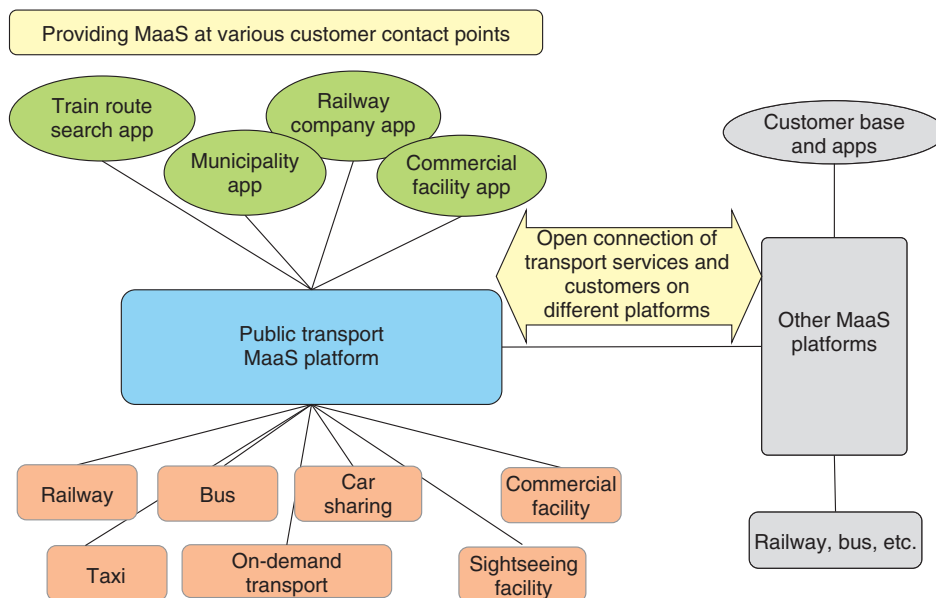 Providing MaaS at various customer contact points
Train route
search app
Railway
company app
Municipality
app
Commercial
facility app
Customer base
and apps
Open connection of
transport services and
customers on
different platforms
Public transport
MaaS platform
Other MaaS
platforms
Railway
Bus
Car
sharing
Commercial
facility
Taxi
On-demand
transport
Sightseeing
facility
Railway, bus, etc.